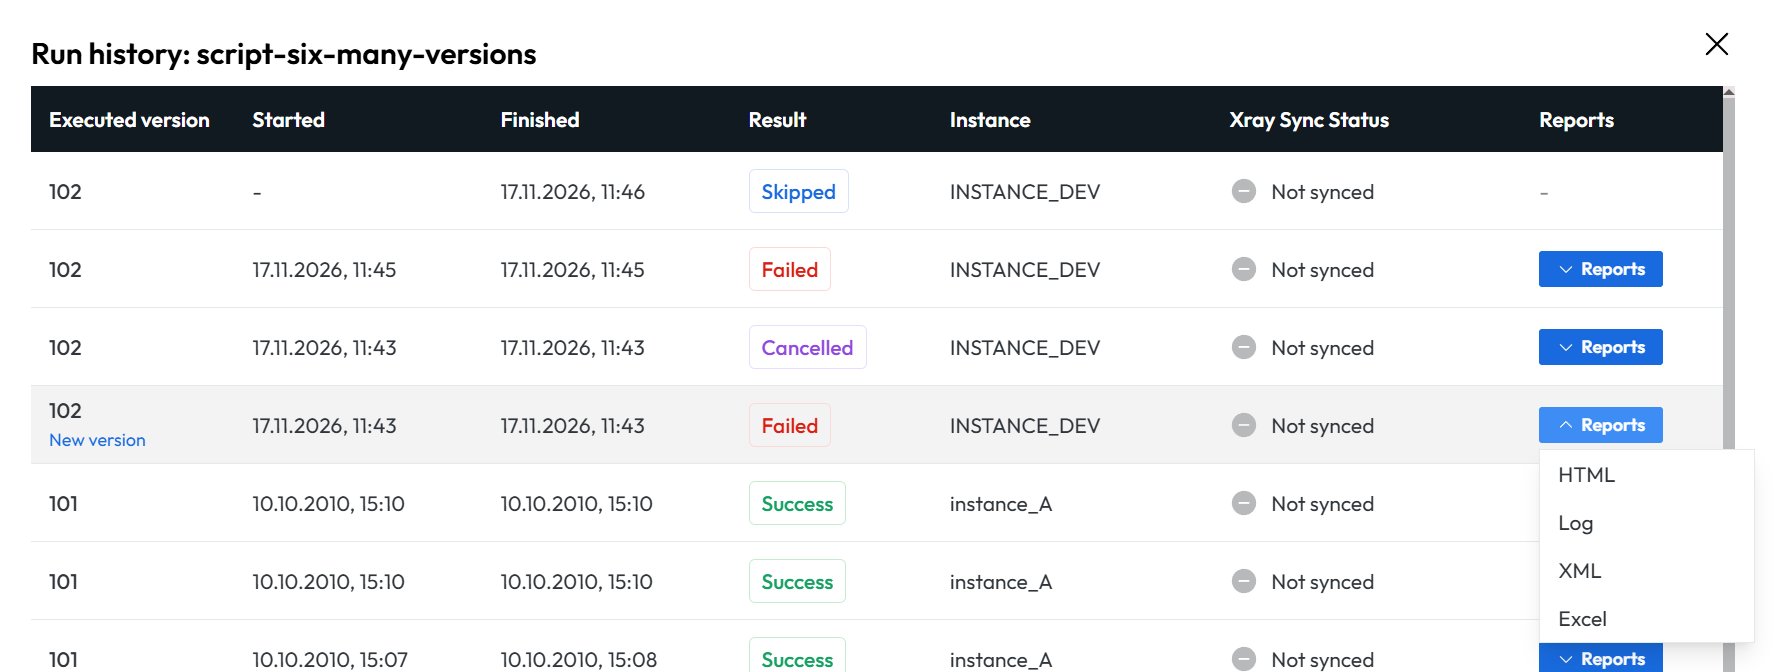 Run history: script-six-many-versions
Executed version Started Finished Result Instance Xray Sync Status Reports
102 - 17.11.2026, 11:46 Skipped INSTANCE_DEV Not synced -
102 17.11.2026, 11:45 17.11.2026, 11:45 Failed INSTANCE_DEV Not synced Reports
102 17.11.2026, 11:43 17.11.2026, 11:43 Cancelled INSTANCE_DEV Not synced Reports
102 17.11.2026, 11:43 17.11.2026, 11:43 Failed INSTANCE_DEV Not synced Reports
New version
HTML
101 10.10.2010, 15:10 10.10.2010, 15:10 Success instance_A Not synced
Log
XML
101 10.10.2010, 15:10 10.10.2010, 15:10 Success instance_A Not synced
Excel
101 10.10.2010, 15:07 10.10.2010, 15:08 Success instance_A Not synced Reports